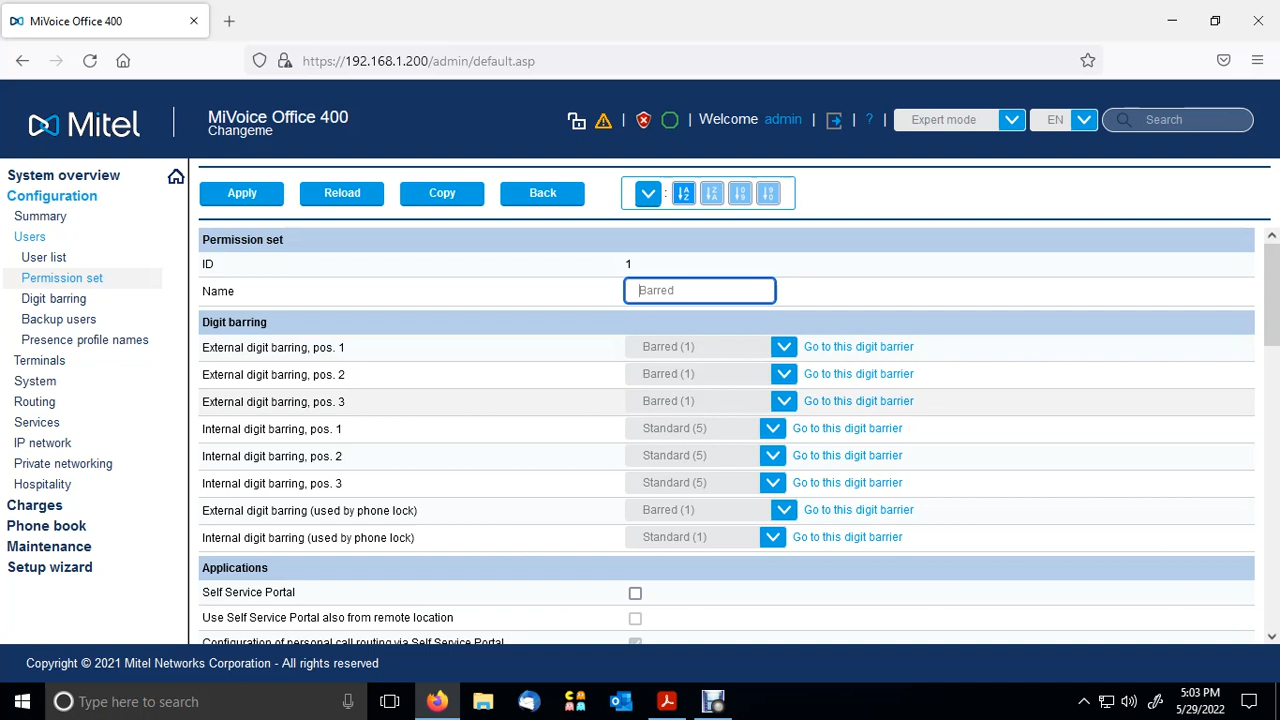 MiVoice Office 400
https://192.168.1.200/admin/default.asp
Mitel
MiVoice Office 400
Changeme
Welcome admin
?
Expert mode
EN
Search
System overview
Configuration
Summary
Users
User list
Permission set
Digit barring
Backup users
Presence profile names
Terminals
System
Routing
Services
IP network
Private networking
Hospitality
Charges
Phone book
Maintenance
Setup wizard
Apply Reload Copy Back
Permission set
ID 1
Name Barred
Digit barring
External digit barring, pos. 1 Barred (1) Go to this digit barrier
External digit barring, pos. 2 Barred (1) Go to this digit barrier
External digit barring, pos. 3 Barred (1) Go to this digit barrier
Internal digit barring, pos. 1 Standard (5) Go to this digit barrier
Internal digit barring, pos. 2 Standard (5) Go to this digit barrier
Internal digit barring, pos. 3 Standard (5) Go to this digit barrier
External digit barring (used by phone lock) Barred (1) Go to this digit barrier
Internal digit barring (used by phone lock) Standard (1) Go to this digit barrier
Applications
Self Service Portal
Use Self Service Portal also from remote location
Configuration of personal call routing via Self Service Portal
Copyright © 2021 Mitel Networks Corporation - All rights reserved
Type here to search
5:03 PM
5/29/2022